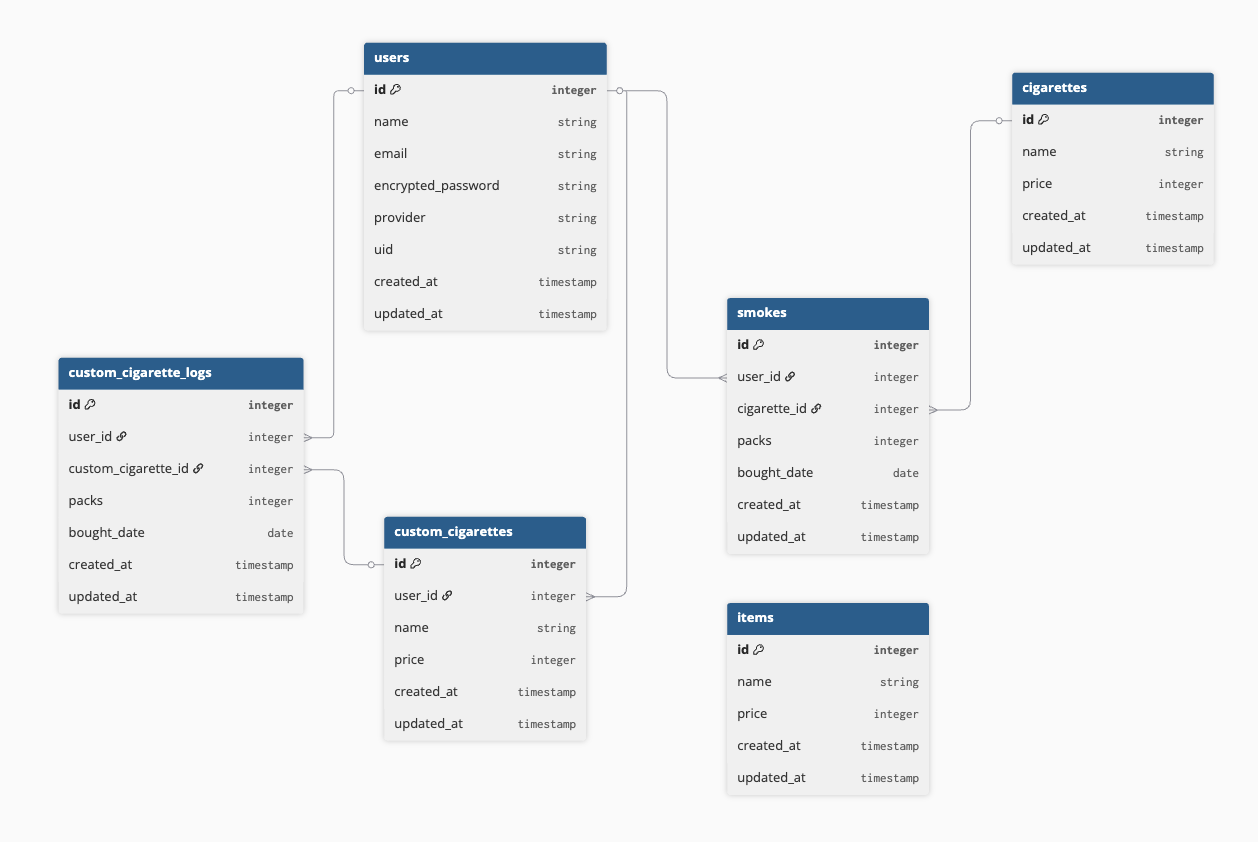 users
id integer
name string
email string
encrypted_password string
provider string
uid string
created_at timestamp
updated_at timestamp
cigarettes
id integer
name string
price integer
created_at timestamp
updated_at timestamp
smokes
id integer
user_id integer
cigarette_id integer
packs integer
bought_date date
created_at timestamp
updated_at timestamp
custom_cigarette_logs
id integer
user_id integer
custom_cigarette_id integer
packs integer
bought_date date
created_at timestamp
updated_at timestamp
custom_cigarettes
id integer
user_id integer
name string
price integer
created_at timestamp
updated_at timestamp
items
id integer
name string
price integer
created_at timestamp
updated_at timestamp